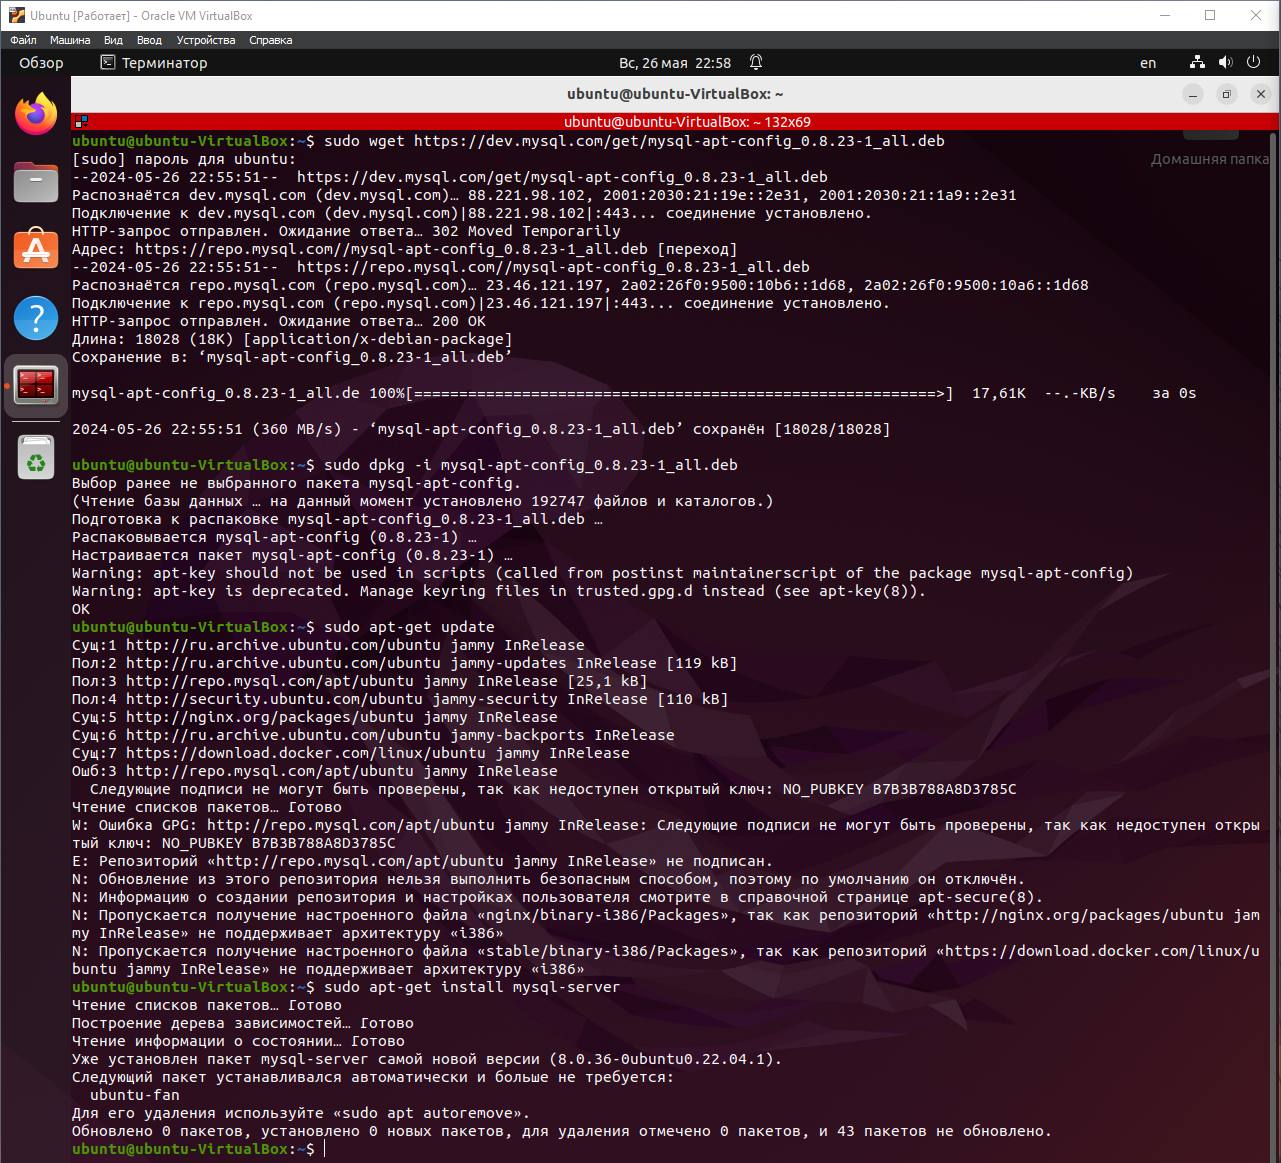 Ubuntu [Работает] - Oracle VM VirtualBox
Файл Машина Вид Ввод Устройства Справка
Обзор Терминатор Вс, 26 мая 22:58 en
ubuntu@ubuntu-VirtualBox: ~
ubuntu@ubuntu-VirtualBox: ~ 132x69
Домашняя папка
ubuntu@ubuntu-VirtualBox:~$ sudo wget https://dev.mysql.com/get/mysql-apt-config_0.8.23-1_all.deb
[sudo] пароль для ubuntu:
--2024-05-26 22:55:51-- https://dev.mysql.com/get/mysql-apt-config_0.8.23-1_all.deb
Распознаётся dev.mysql.com (dev.mysql.com)… 88.221.98.102, 2001:2030:21:19e::2e31, 2001:2030:21:1a9::2e31
Подключение к dev.mysql.com (dev.mysql.com)|88.221.98.102|:443... соединение установлено.
HTTP-запрос отправлен. Ожидание ответа… 302 Moved Temporarily
Адрес: https://repo.mysql.com//mysql-apt-config_0.8.23-1_all.deb [переход]
--2024-05-26 22:55:51-- https://repo.mysql.com//mysql-apt-config_0.8.23-1_all.deb
Распознаётся repo.mysql.com (repo.mysql.com)… 23.46.121.197, 2a02:26f0:9500:10b6::1d68, 2a02:26f0:9500:10a6::1d68
Подключение к repo.mysql.com (repo.mysql.com)|23.46.121.197|:443... соединение установлено.
HTTP-запрос отправлен. Ожидание ответа… 200 OK
Длина: 18028 (18K) [application/x-debian-package]
Сохранение в: ‘mysql-apt-config_0.8.23-1_all.deb’
mysql-apt-config_0.8.23-1_all.de 100%[==========================================================>] 17,61K --.-KB/s за 0s
2024-05-26 22:55:51 (360 MB/s) - ‘mysql-apt-config_0.8.23-1_all.deb’ сохранён [18028/18028]
ubuntu@ubuntu-VirtualBox:~$ sudo dpkg -i mysql-apt-config_0.8.23-1_all.deb
Выбор ранее не выбранного пакета mysql-apt-config.
(Чтение базы данных … на данный момент установлено 192747 файлов и каталогов.)
Подготовка к распаковке mysql-apt-config_0.8.23-1_all.deb …
Распаковывается mysql-apt-config (0.8.23-1) …
Настраивается пакет mysql-apt-config (0.8.23-1) …
Warning: apt-key should not be used in scripts (called from postinst maintainerscript of the package mysql-apt-config)
Warning: apt-key is deprecated. Manage keyring files in trusted.gpg.d instead (see apt-key(8)).
OK
ubuntu@ubuntu-VirtualBox:~$ sudo apt-get update
Сущ:1 http://ru.archive.ubuntu.com/ubuntu jammy InRelease
Пол:2 http://ru.archive.ubuntu.com/ubuntu jammy-updates InRelease [119 kB]
Пол:3 http://repo.mysql.com/apt/ubuntu jammy InRelease [25,1 kB]
Пол:4 http://security.ubuntu.com/ubuntu jammy-security InRelease [110 kB]
Сущ:5 http://nginx.org/packages/ubuntu jammy InRelease
Сущ:6 http://ru.archive.ubuntu.com/ubuntu jammy-backports InRelease
Сущ:7 https://download.docker.com/linux/ubuntu jammy InRelease
Ошб:3 http://repo.mysql.com/apt/ubuntu jammy InRelease
Следующие подписи не могут быть проверены, так как недоступен открытый ключ: NO_PUBKEY B7B3B788A8D3785C
Чтение списков пакетов… Готово
W: Ошибка GPG: http://repo.mysql.com/apt/ubuntu jammy InRelease: Следующие подписи не могут быть проверены, так как недоступен откры
тый ключ: NO_PUBKEY B7B3B788A8D3785C
E: Репозиторий «http://repo.mysql.com/apt/ubuntu jammy InRelease» не подписан.
N: Обновление из этого репозитория нельзя выполнить безопасным способом, поэтому по умолчанию он отключён.
N: Информацию о создании репозитория и настройках пользователя смотрите в справочной странице apt-secure(8).
N: Пропускается получение настроенного файла «nginx/binary-i386/Packages», так как репозиторий «http://nginx.org/packages/ubuntu jam
my InRelease» не поддерживает архитектуру «i386»
N: Пропускается получение настроенного файла «stable/binary-i386/Packages», так как репозиторий «https://download.docker.com/linux/u
buntu jammy InRelease» не поддерживает архитектуру «i386»
ubuntu@ubuntu-VirtualBox:~$ sudo apt-get install mysql-server
Чтение списков пакетов… Готово
Построение дерева зависимостей… Готово
Чтение информации о состоянии… Готово
Уже установлен пакет mysql-server самой новой версии (8.0.36-0ubuntu0.22.04.1).
Следующий пакет устанавливался автоматически и больше не требуется:
ubuntu-fan
Для его удаления используйте «sudo apt autoremove».
Обновлено 0 пакетов, установлено 0 новых пакетов, для удаления отмечено 0 пакетов, и 43 пакетов не обновлено.
ubuntu@ubuntu-VirtualBox:~$